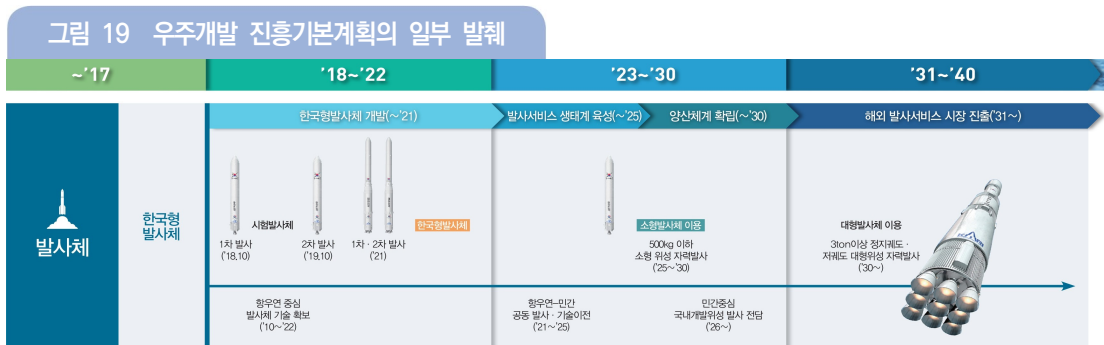 그림 19 우주개발 진흥기본계획의 일부 발췌
~’17
’18~’22
’23~’30
’31~’40
한국형발사체 개발(~’21)
발사서비스 생태계 육성(~’25)
양산체계 확립(~’30)
해외 발사서비스 시장 진출(’31~)
발사체
한국형
발사체
시험발사체
1차 발사
(’18.10)
2차 발사
(’19.10)
1차 · 2차 발사
(’21)
한국형발사체
소형발사체 이용
500kg 이하
소형 위성 자력발사
(’25~’30)
대형발사체 이용
3ton이상 정지궤도 ·
저궤도 대형위성 자력발사
(’30~)
항우연 중심
발사체 기술 확보
(’10~’22)
항우연-민간
공동 발사 · 기술이전
(’21~’25)
민간중심
국내개발위성 발사 전담
(’26~)